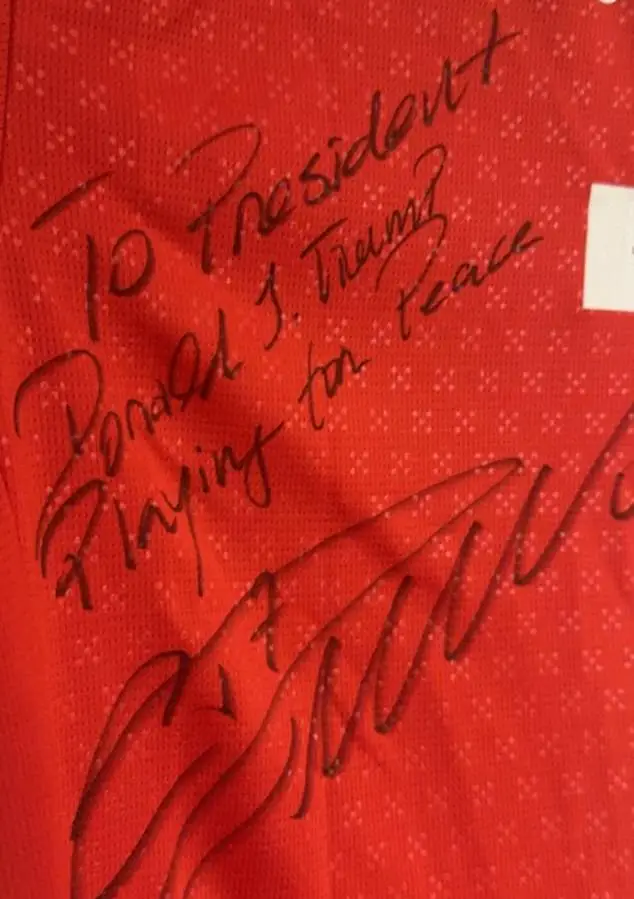 To President
Donald J. Trump
Playing for Peace